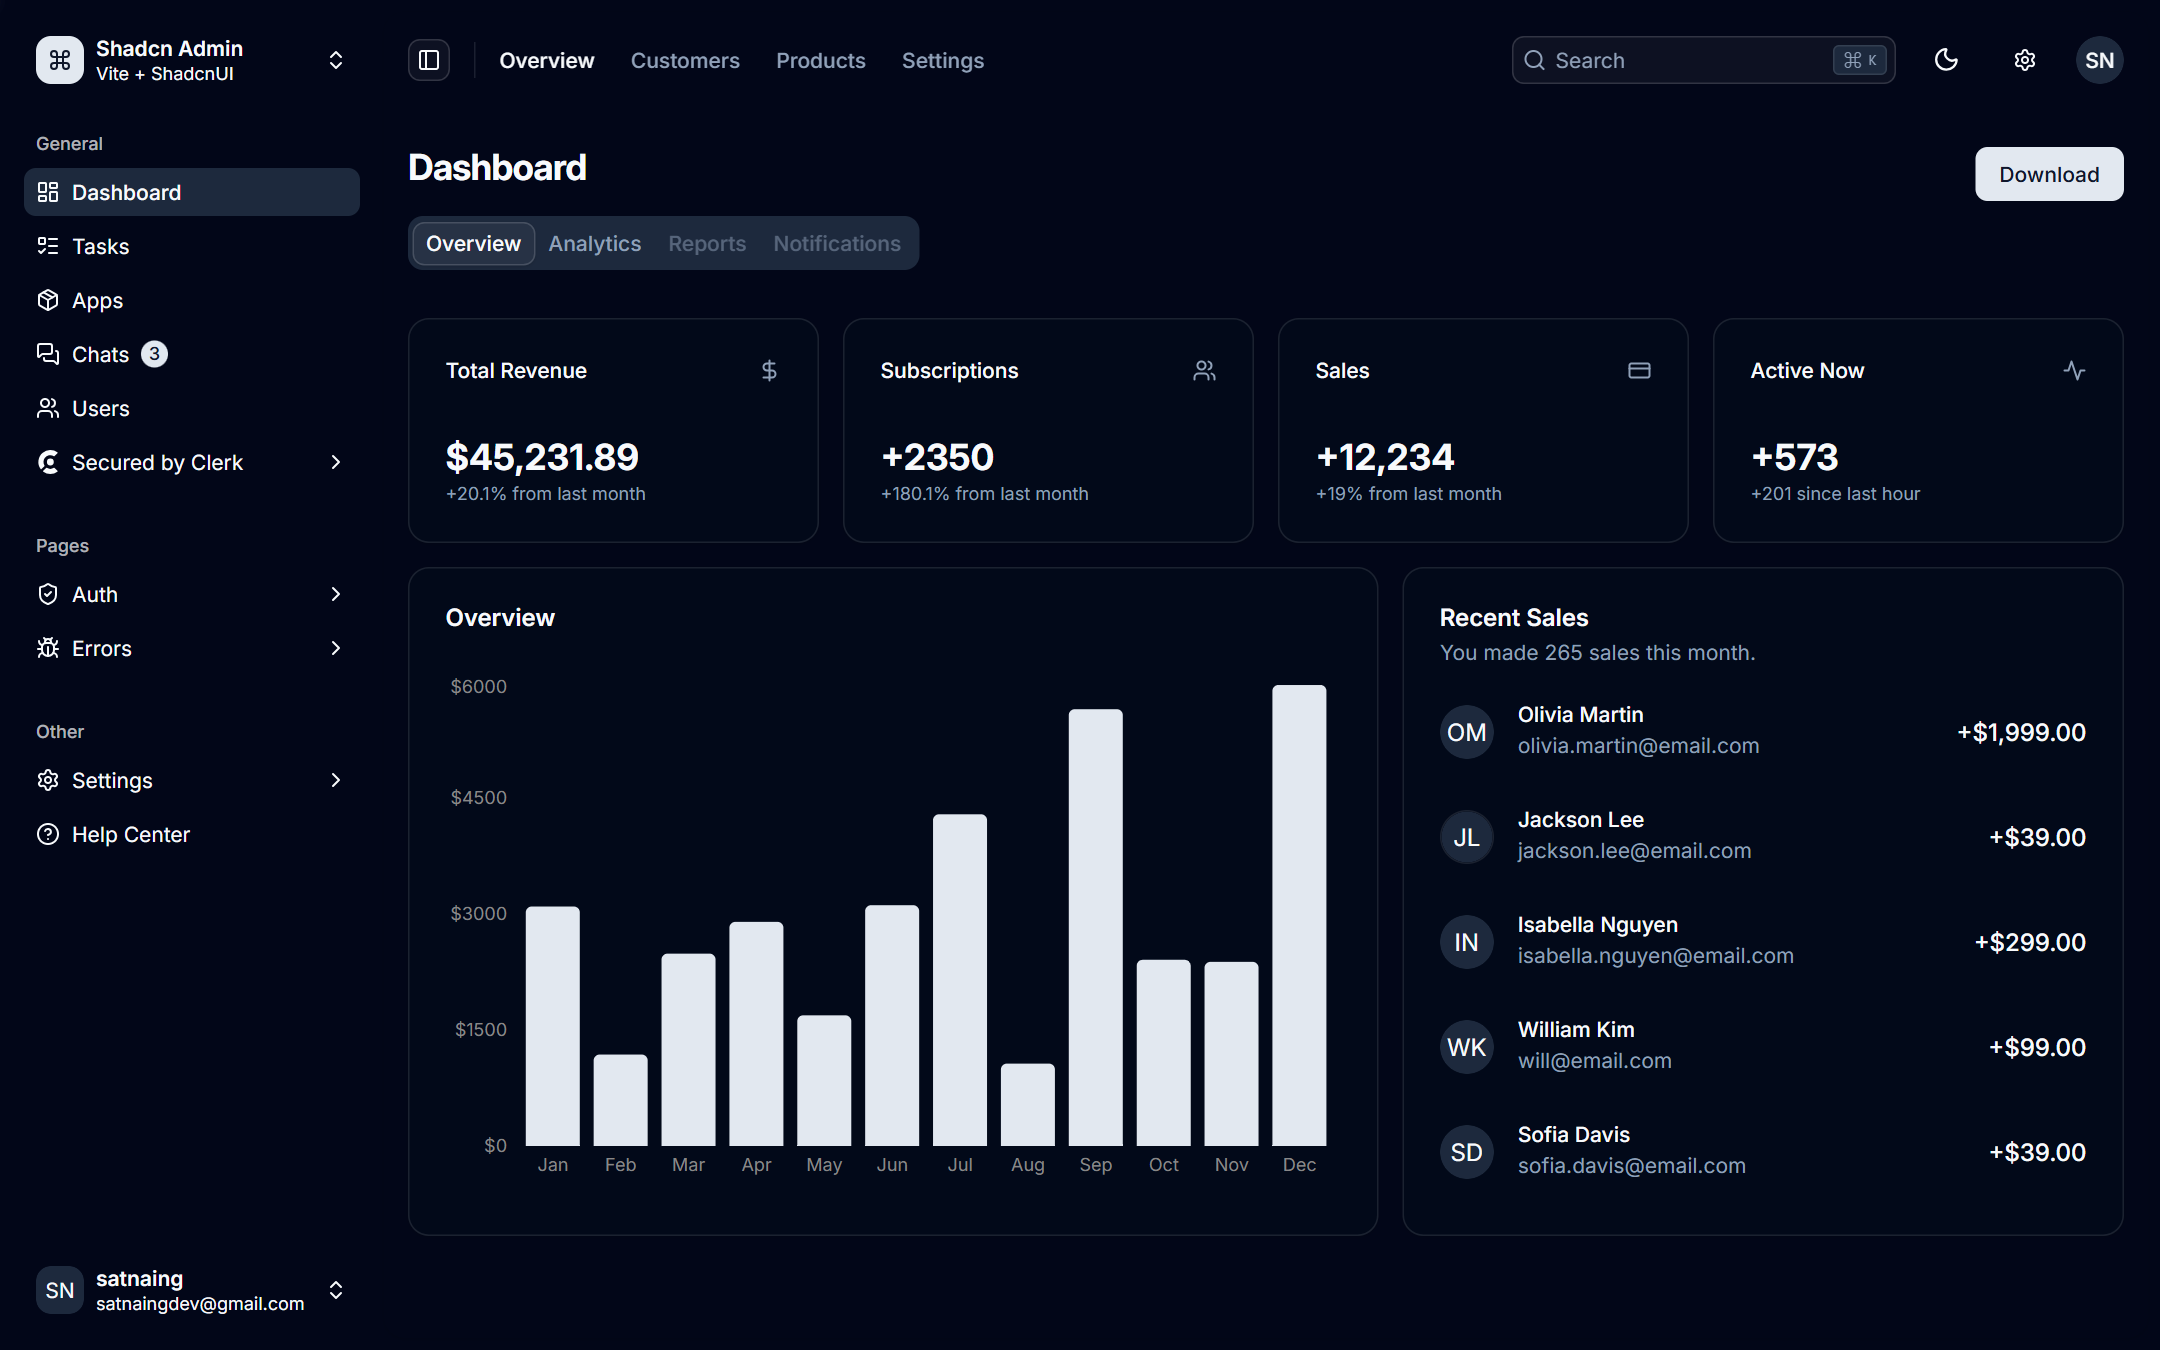 Shadcn Admin
Vite + ShadcnUI
General
Dashboard
Tasks
Apps
Chats 3
Users
Secured by Clerk
Pages
Auth
Errors
Other
Settings
Help Center
SN
satnaing
satnaingdev@gmail.com
Overview Customers Products Settings
Search ⌘ K
SN
Dashboard
Download
Overview Analytics Reports Notifications
Total Revenue
$45,231.89
+20.1% from last month
Subscriptions
+2350
+180.1% from last month
Sales
+12,234
+19% from last month
Active Now
+573
+201 since last hour
Overview
$6000
$4500
$3000
$1500
$0
Jan Feb Mar Apr May Jun Jul Aug Sep Oct Nov Dec
Recent Sales
You made 265 sales this month.
OM
Olivia Martin
olivia.martin@email.com
+$1,999.00
JL
Jackson Lee
jackson.lee@email.com
+$39.00
IN
Isabella Nguyen
isabella.nguyen@email.com
+$299.00
WK
William Kim
will@email.com
+$99.00
SD
Sofia Davis
sofia.davis@email.com
+$39.00